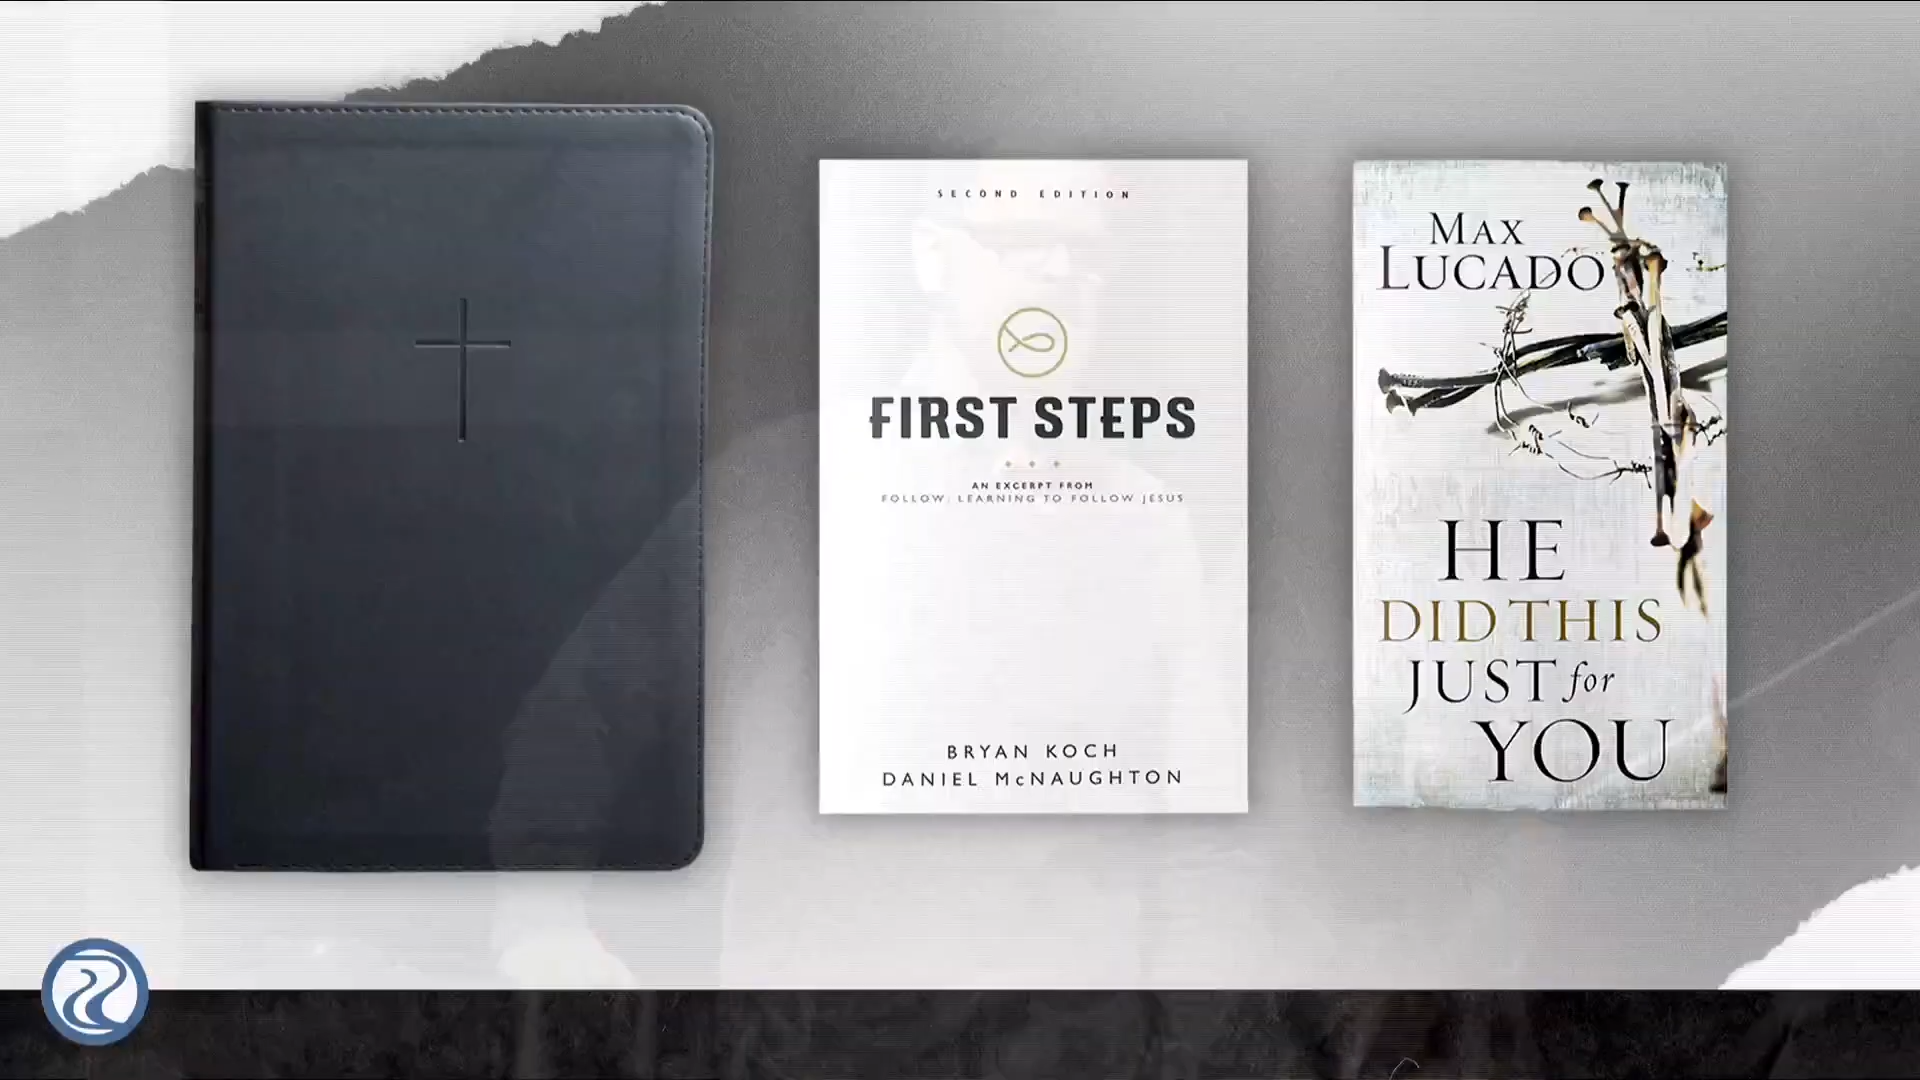 SECOND EDITION
FIRST STEPS
AN EXCERPT FROM
FOLLOW: LEARNING TO FOLLOW JESUS
BRYAN KOCH
DANIEL McNAUGHTON
MAX
LUCADO
HE
DID THIS
JUST for
YOU